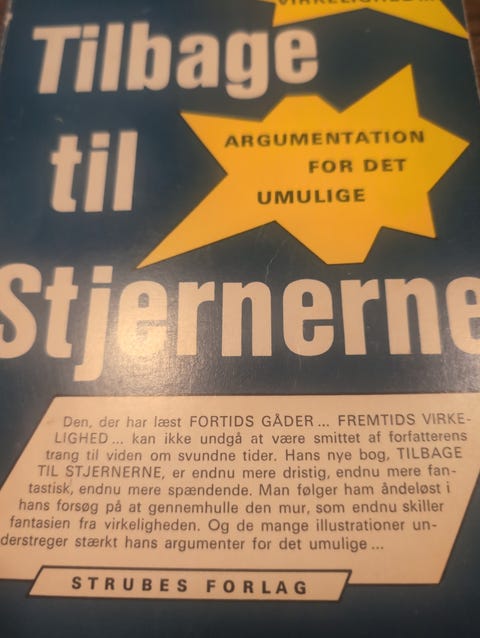 VIRKELIGHED...
Tilbage
til
ARGUMENTATION
FOR DET
UMULIGE
Stjernerne
Den, der har læst FORTIDS GÅDER... FREMTIDS VIRKE-
LIGHED... kan ikke undgå at være smittet af forfatterens
trang til viden om svundne tider. Hans nye bog, TILBAGE
TIL STJERNERNE, er endnu mere dristig, endnu mere fan-
tastisk, endnu mere spændende. Man følger ham åndeløst i
hans forsøg på at gennemhulle den mur, som endnu skiller
fantasien fra virkeligheden. Og de mange illustrationer un-
derstreger stærkt hans argumenter for det umulige...
STRUBES FORLAG